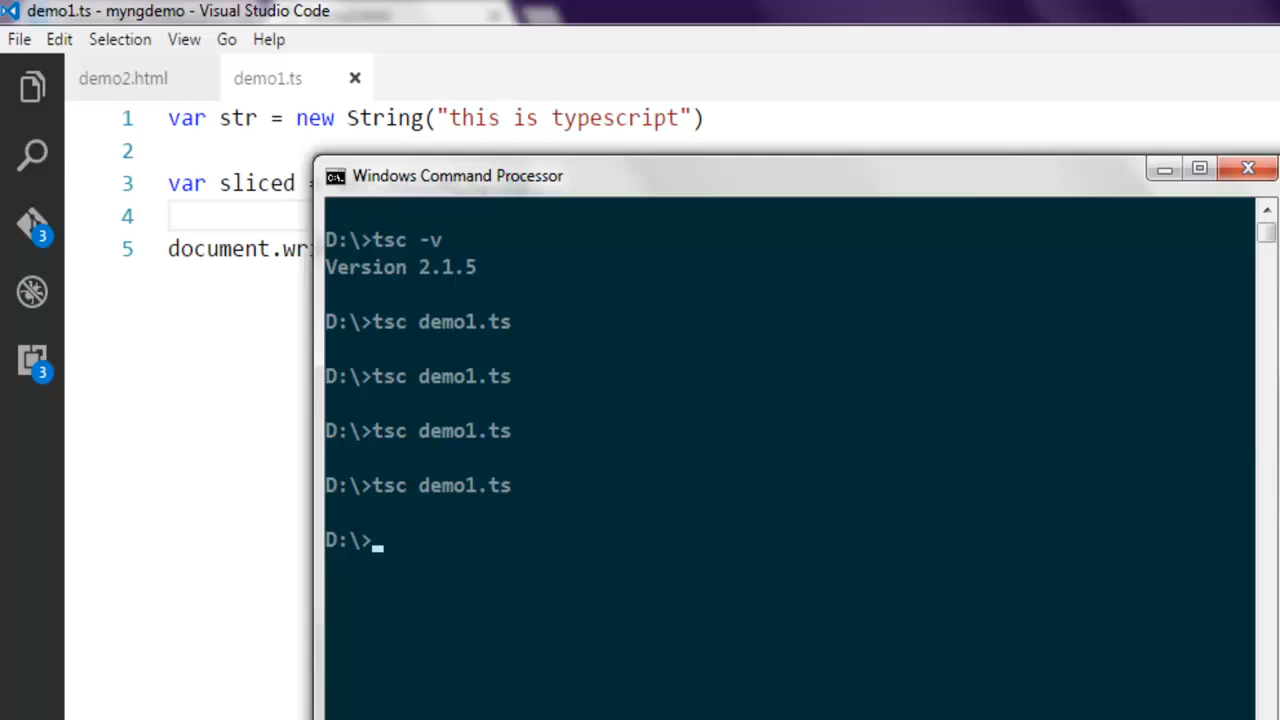 demo1.ts - myngdemo - Visual Studio Code
File Edit Selection View Go Help
demo2.html demo1.ts
1 var str = new String("this is typescript")
2
3 var sliced
4
5 document.wri
3
3
Windows Command Processor
D:\>tsc -v
Version 2.1.5
D:\>tsc demo1.ts
D:\>tsc demo1.ts
D:\>tsc demo1.ts
D:\>tsc demo1.ts
D:\>